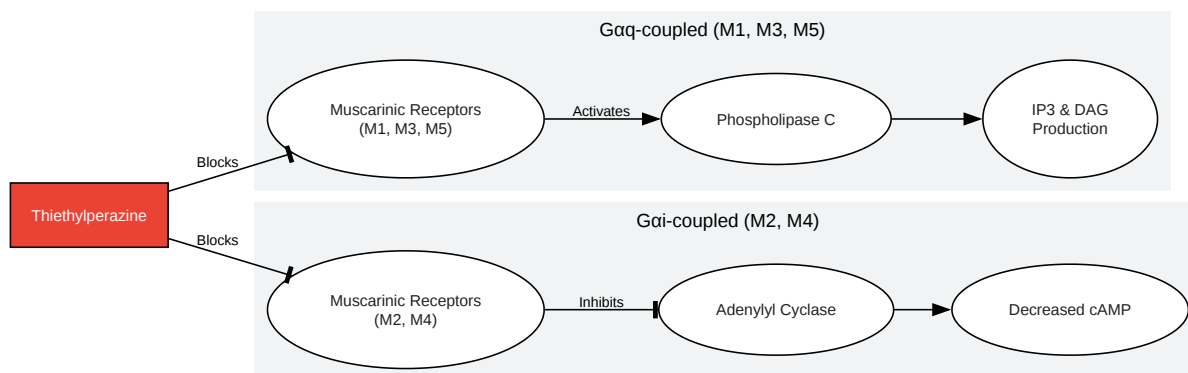 Gαq-coupled (M1, M3, M5)
Muscarinic Receptors
(M1, M3, M5)
Activates
Phospholipase C
IP3 & DAG
Production
Blocks
Thiethylperazine
Blocks
Gαi-coupled (M2, M4)
Muscarinic Receptors
(M2, M4)
Inhibits
Adenylyl Cyclase
Decreased cAMP